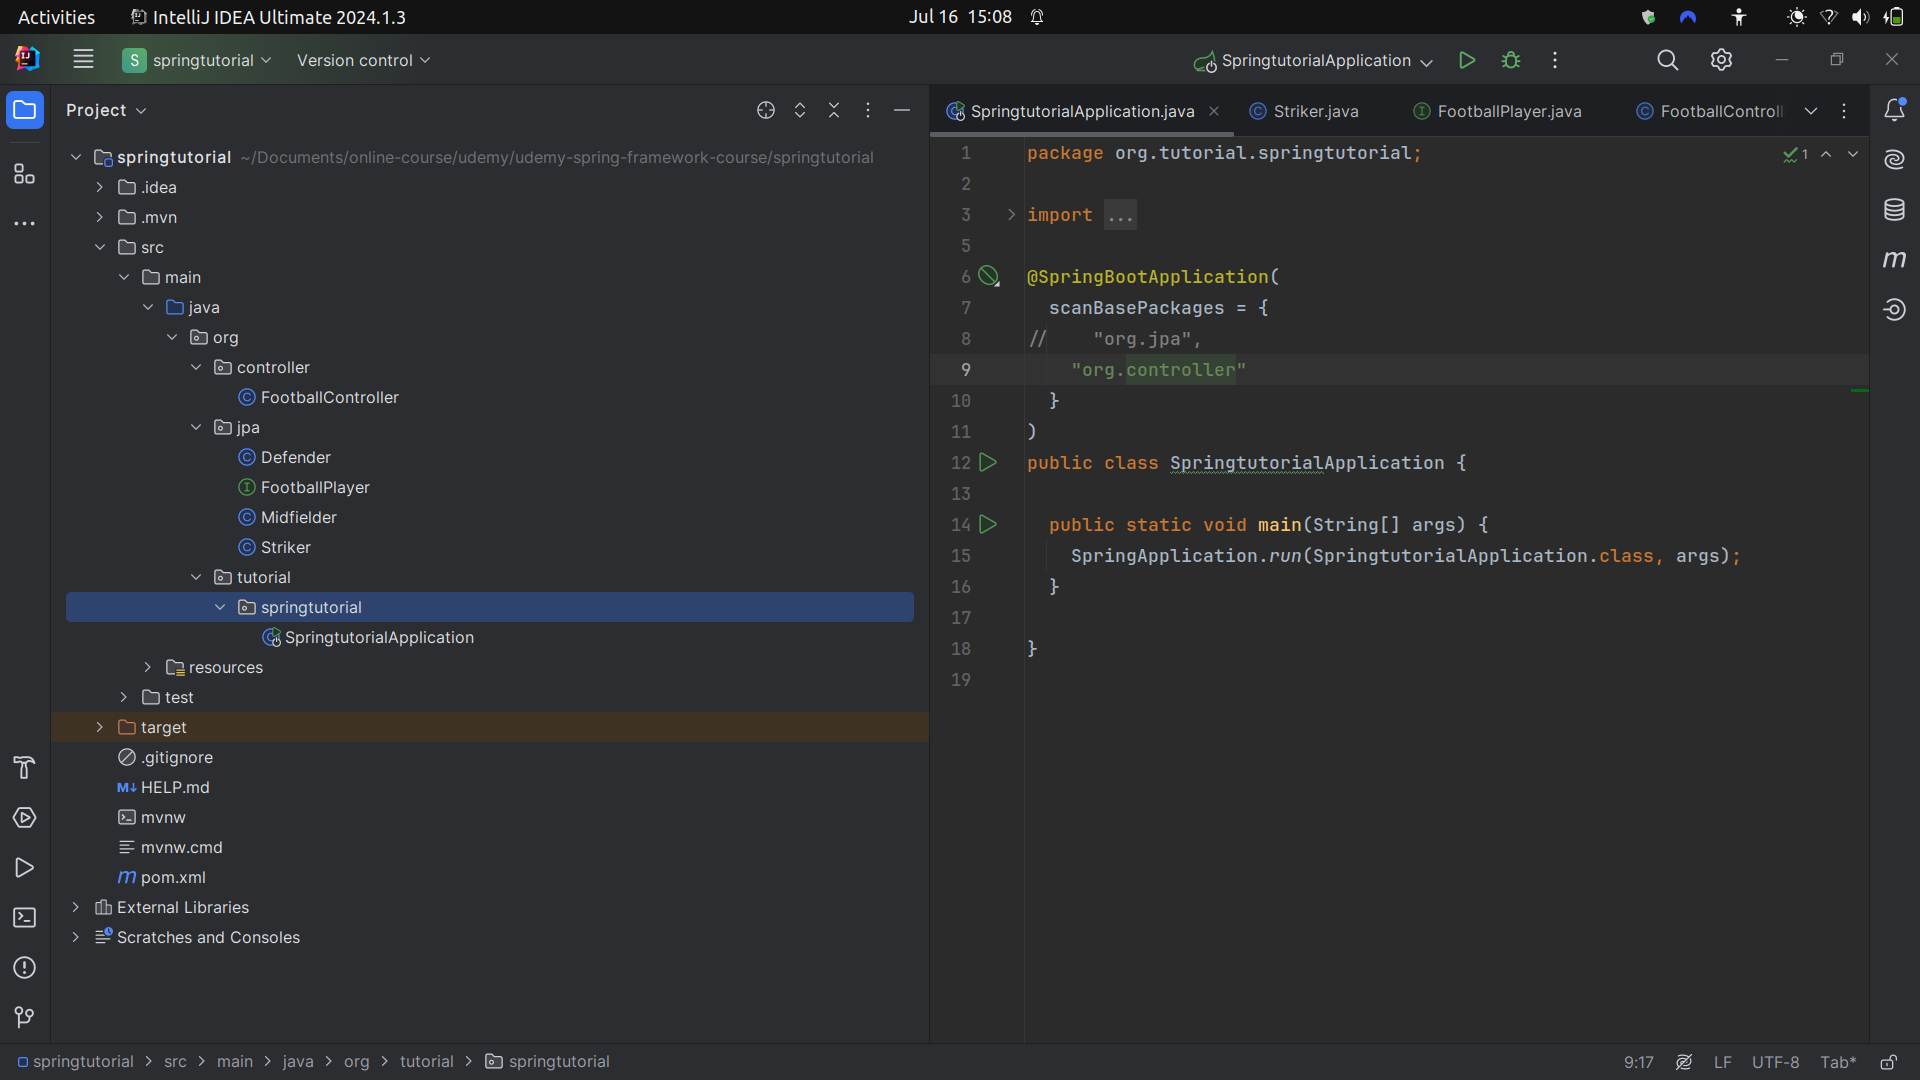 Activities
IntelliJ IDEA Ultimate 2024.1.3
Jul 16 15:08
S springtutorial
Version control
SpringtutorialApplication
Project
SpringtutorialApplication.java
Striker.java
FootballPlayer.java
FootballControll
springtutorial ~/Documents/online-course/udemy/udemy-spring-framework-course/springtutorial
.idea
.mvn
src
main
java
org
controller
FootballController
jpa
Defender
FootballPlayer
Midfielder
Striker
tutorial
springtutorial
SpringtutorialApplication
resources
test
target
.gitignore
M↓ HELP.md
mvnw
mvnw.cmd
m pom.xml
External Libraries
Scratches and Consoles
1 package org.tutorial.springtutorial;
1
2
3 import ...
5
6 @SpringBootApplication(
7 scanBasePackages = {
8 // "org.jpa",
9 "org.controller"
10 }
11 )
12 public class SpringtutorialApplication {
13
14 public static void main(String[] args) {
15 SpringApplication.run(SpringtutorialApplication.class, args);
16 }
17
18 }
19
m
springtutorial > src > main > java > org > tutorial > springtutorial
9:17
LF
UTF-8
Tab*